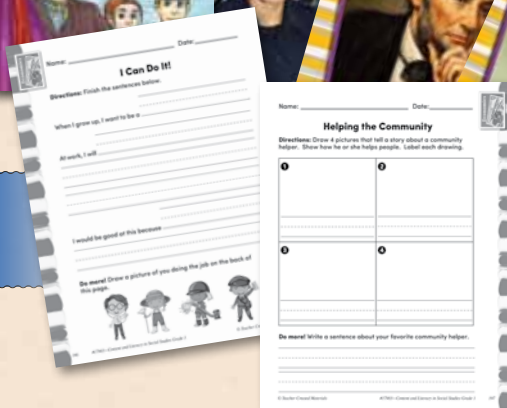 Name: Date:
I Can Do It!
Directions: Finish the sentences below.
When I grow up, I want to be a
At work, I will
I would be good at this because
Do more! Draw a picture of you doing the job on the back of
this page.
Name: Date:
Helping the Community
Directions: Draw 4 pictures that tell a story about a community
helper. Show how he or she helps people. Label each drawing.
1 2
3 4
Do more! Write a sentence about your favorite community helper.
© Teacher Created Materials